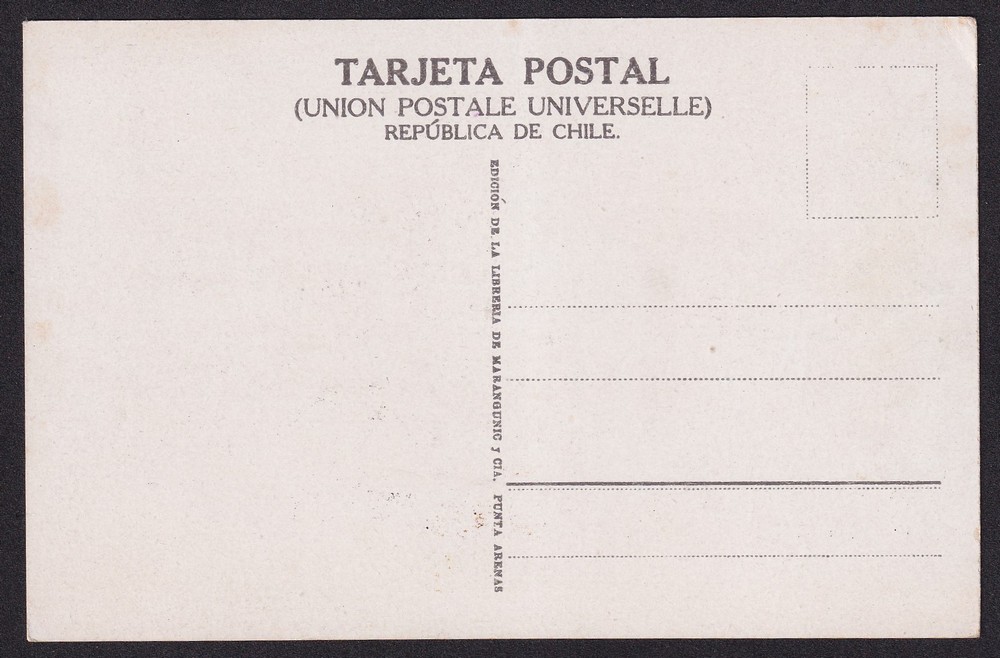 TARJETA POSTAL
(UNION POSTALE UNIVERSELLE)
REPÚBLICA DE CHILE.
EDICIÓN DE LA LIBRERIA DE MARANGUNIC y CIA. PUNTA ARENAS